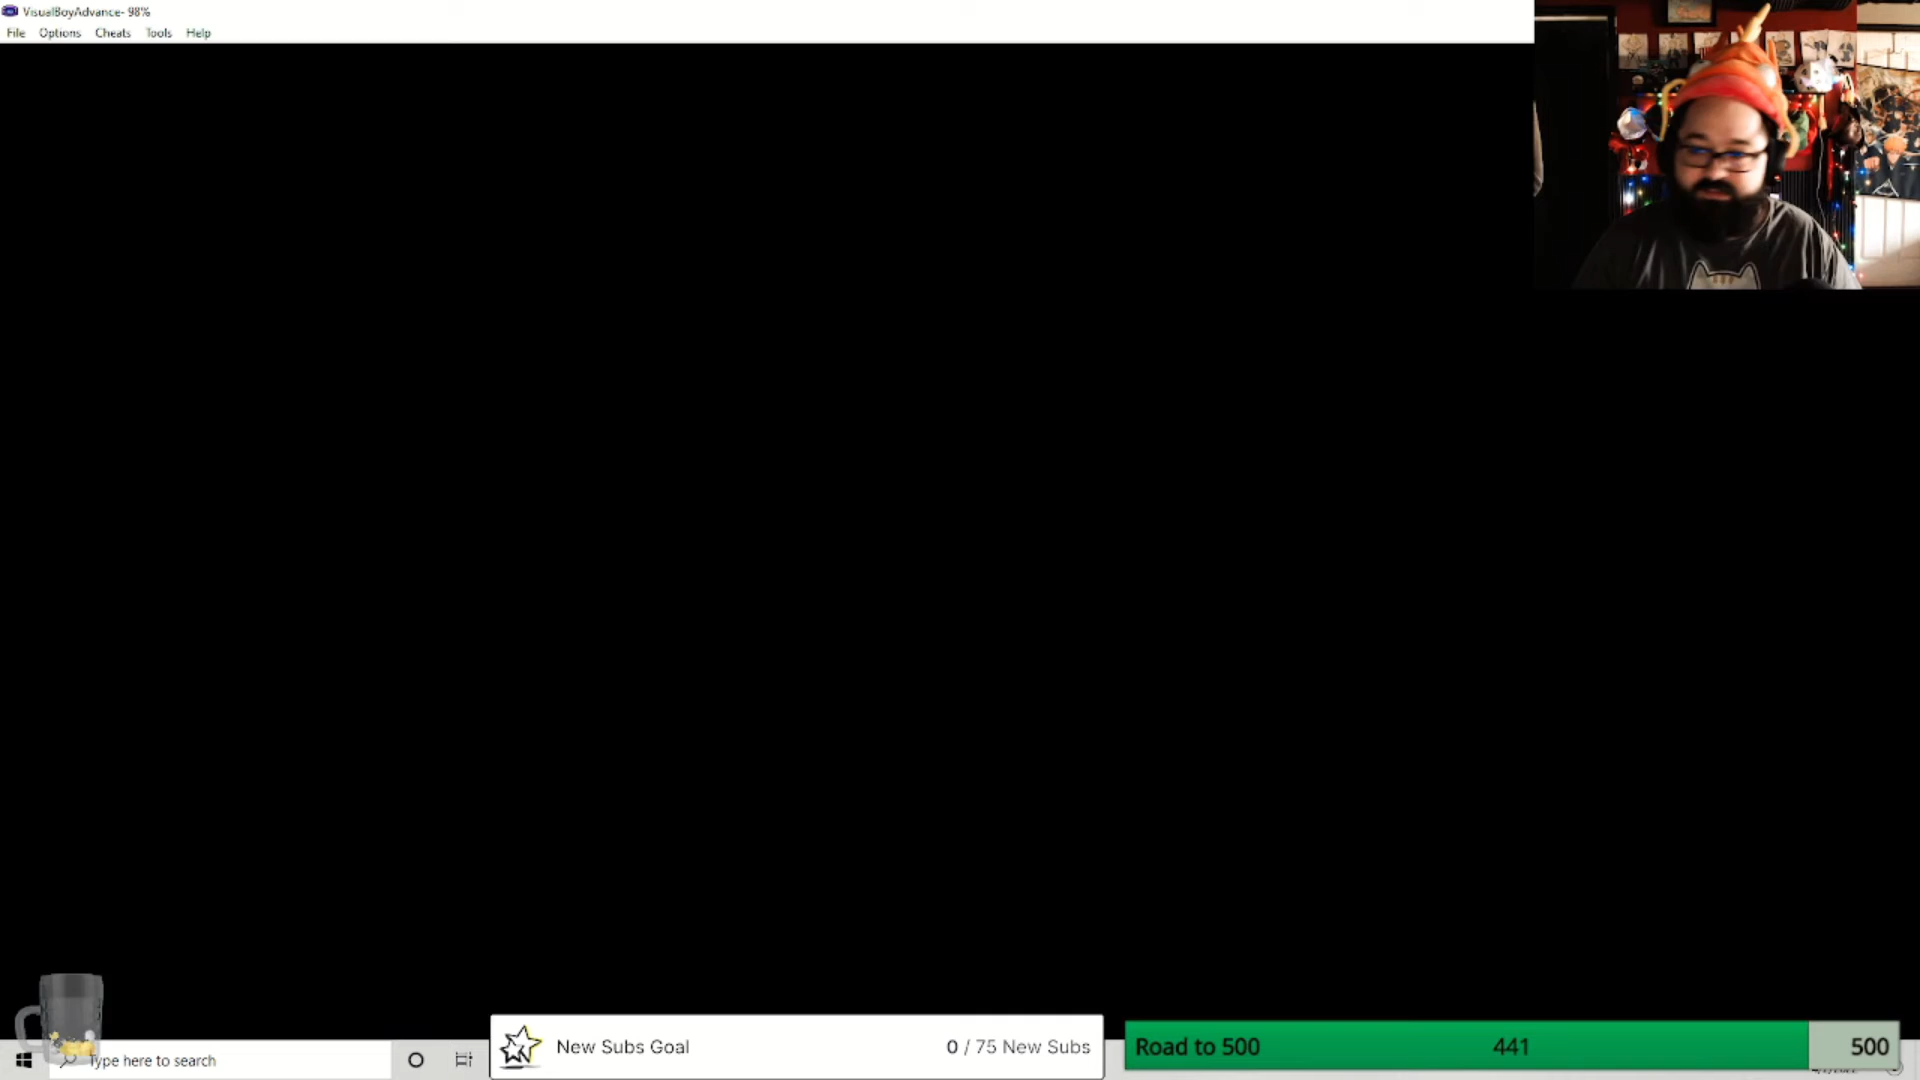 VisualBoyAdvance- 98%
File Options Cheats Tools Help
Type here to search
New Subs Goal 0 / 75 New Subs
Road to 500 441 500